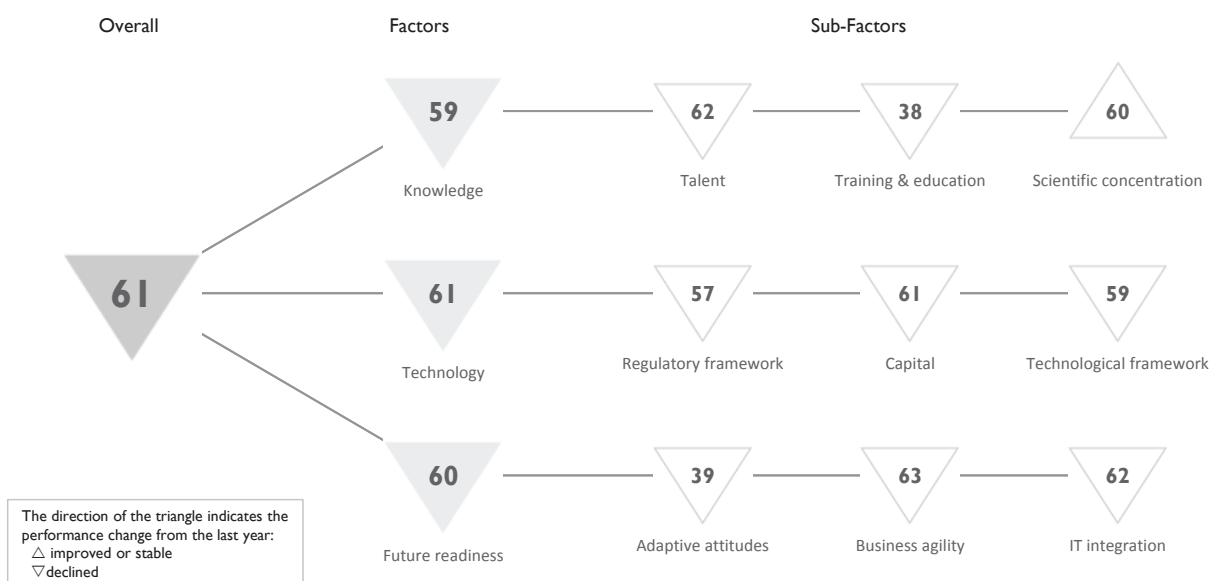 Overall Factors Sub-Factors
59 62 38 60
Knowledge Talent Training & education Scientific concentration
61 61 57 61 59
Technology Regulatory framework Capital Technological framework
60 39 63 62
Future readiness Adaptive attitudes Business agility IT integration
The direction of the triangle indicates the
performance change from the last year:
△ improved or stable
▽ declined